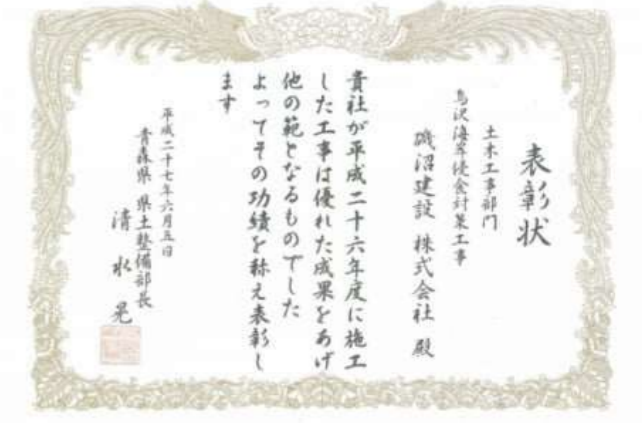 表彰状
土木工事部門
鳥沢海岸侵食対策工事
磯沼建設 株式会社 殿
貴社が平成二十六年度に施工
した工事は優れた成果をあげ
他の範となるものでした
よってその功績を称え表彰し
ます
平成二十七年六月五日
青森県 県土整備部長
清水 晃